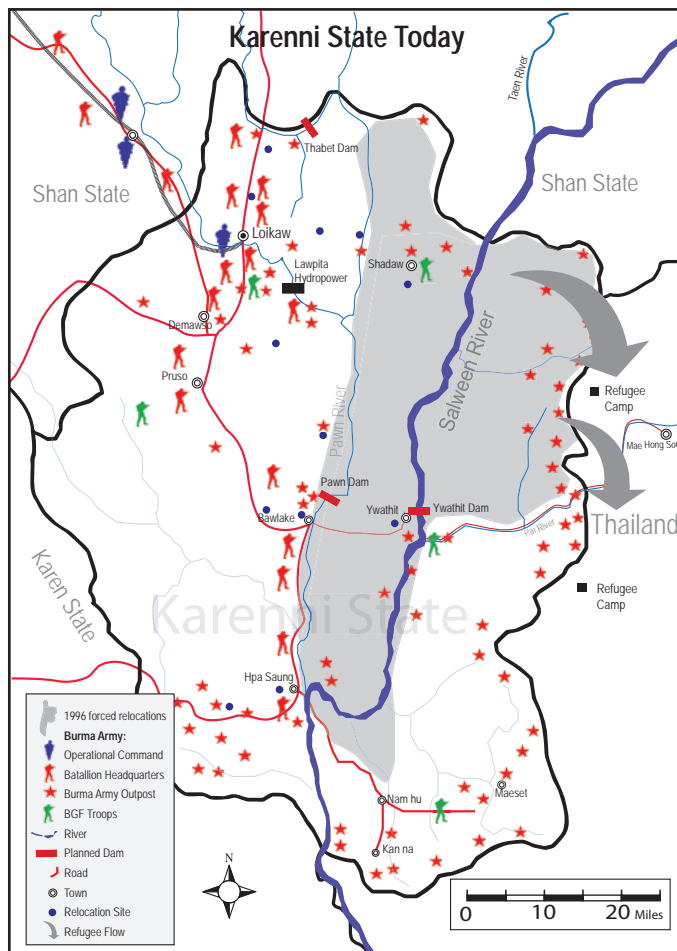 Karenni State Today
Taen River
Thabet Dam
Shan State
Shan State
Loikaw
Shadaw
Lawpita
Hydropower
Demawso
Salween River
Pruso
Refugee
Camp
Pawn River
Mae Hong Son
Pawn Dam
Ywathit
Ywathit Dam
Bawlake
Thailand
Pai River
Karen State
Refugee
Camp
Karenni State
Hpa Saung
1996 forced relocations
Burma Army:
Operational Command
Batallion Headquarters
Burma Army Outpost
BGF Troops
River
Planned Dam
Road
Town
Relocation Site
Refugee Flow
Maeset
Nam hu
Kan na
N
0 10 20 Miles